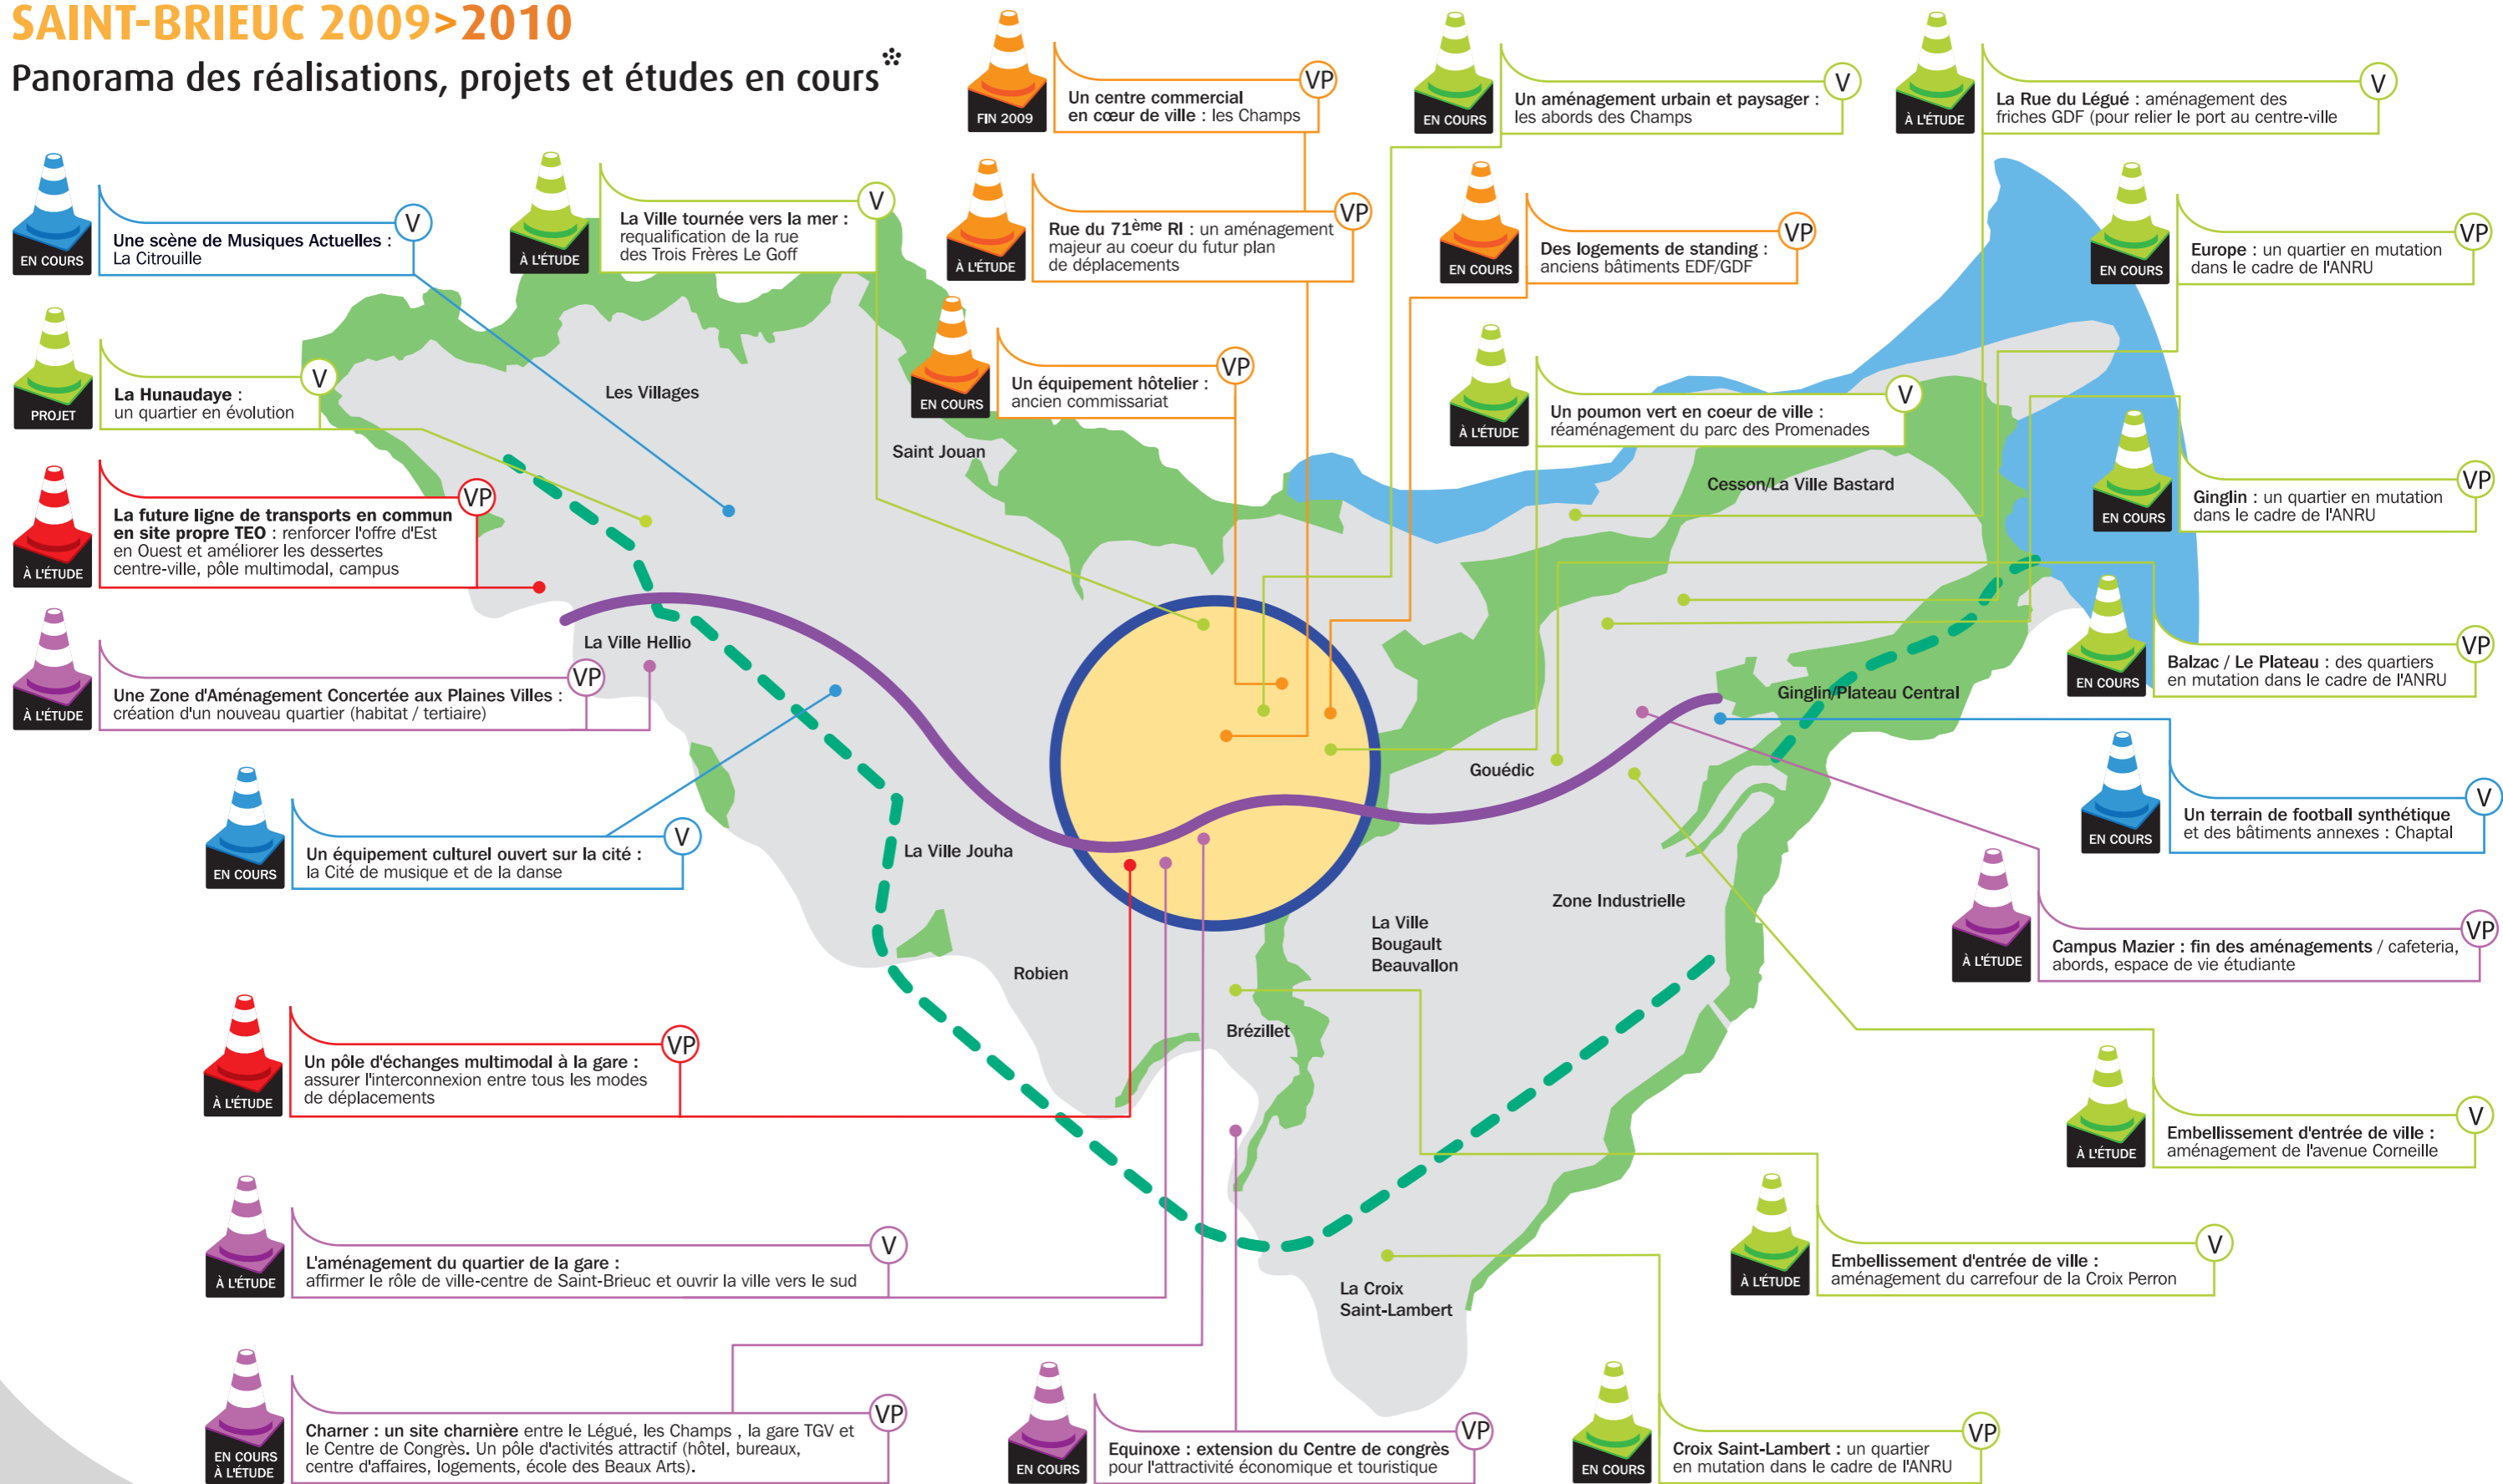 SAINT-BRIEUC 2009>2010
Panorama des réalisations, projets et études en cours*
FIN 2009
VP
Un centre commercial
en cœur de ville : les Champs
EN COURS
V
Un aménagement urbain et paysager :
les abords des Champs
À L'ÉTUDE
V
La Rue du Légué : aménagement des
friches GDF (pour relier le port au centre-ville
EN COURS
V
Une scène de Musiques Actuelles :
La Citrouille
À L'ÉTUDE
V
La Ville tournée vers la mer :
requalification de la rue
des Trois Frères Le Goff
À L'ÉTUDE
VP
Rue du 71ème RI : un aménagement
majeur au coeur du futur plan
de déplacements
EN COURS
VP
Des logements de standing :
anciens bâtiments EDF/GDF
EN COURS
VP
Europe : un quartier en mutation
dans le cadre de l'ANRU
PROJET
V
La Hunaudaye :
un quartier en évolution
EN COURS
VP
Un équipement hôtelier :
ancien commissariat
À L'ÉTUDE
V
Un poumon vert en coeur de ville :
réaménagement du parc des Promenades
EN COURS
VP
Ginglin : un quartier en mutation
dans le cadre de l'ANRU
À L'ÉTUDE
VP
La future ligne de transports en commun
en site propre TEO : renforcer l'offre d'Est
en Ouest et améliorer les dessertes
centre-ville, pôle multimodal, campus
À L'ÉTUDE
VP
Une Zone d'Aménagement Concertée aux Plaines Villes :
création d'un nouveau quartier (habitat / tertiaire)
EN COURS
VP
Balzac / Le Plateau : des quartiers
en mutation dans le cadre de l'ANRU
EN COURS
V
Un équipement culturel ouvert sur la cité :
la Cité de musique et de la danse
EN COURS
V
Un terrain de football synthétique
et des bâtiments annexes : Chaptal
À L'ÉTUDE
VP
Campus Mazier : fin des aménagements / cafeteria,
abords, espace de vie étudiante
À L'ÉTUDE
VP
Un pôle d'échanges multimodal à la gare :
assurer l'interconnexion entre tous les modes
de déplacements
À L'ÉTUDE
V
Embellissement d'entrée de ville :
aménagement de l'avenue Corneille
À L'ÉTUDE
V
L'aménagement du quartier de la gare :
affirmer le rôle de ville-centre de Saint-Brieuc et ouvrir la ville vers le sud
À L'ÉTUDE
V
Embellissement d'entrée de ville :
aménagement du carrefour de la Croix Perron
EN COURS
À L'ÉTUDE
VP
Charner : un site charnière entre le Légué, les Champs , la gare TGV et
le Centre de Congrès. Un pôle d'activités attractif (hôtel, bureaux,
centre d'affaires, logements, école des Beaux Arts).
EN COURS
VP
Equinoxe : extension du Centre de congrès
pour l'attractivité économique et touristique
EN COURS
VP
Croix Saint-Lambert : un quartier
en mutation dans le cadre de l'ANRU
Les Villages
Saint Jouan
Cesson/La Ville Bastard
La Ville Hellio
Ginglin/Plateau Central
Gouédic
La Ville Jouha
Zone Industrielle
La Ville
Bougault
Beauvallon
Robien
Brézillet
La Croix
Saint-Lambert